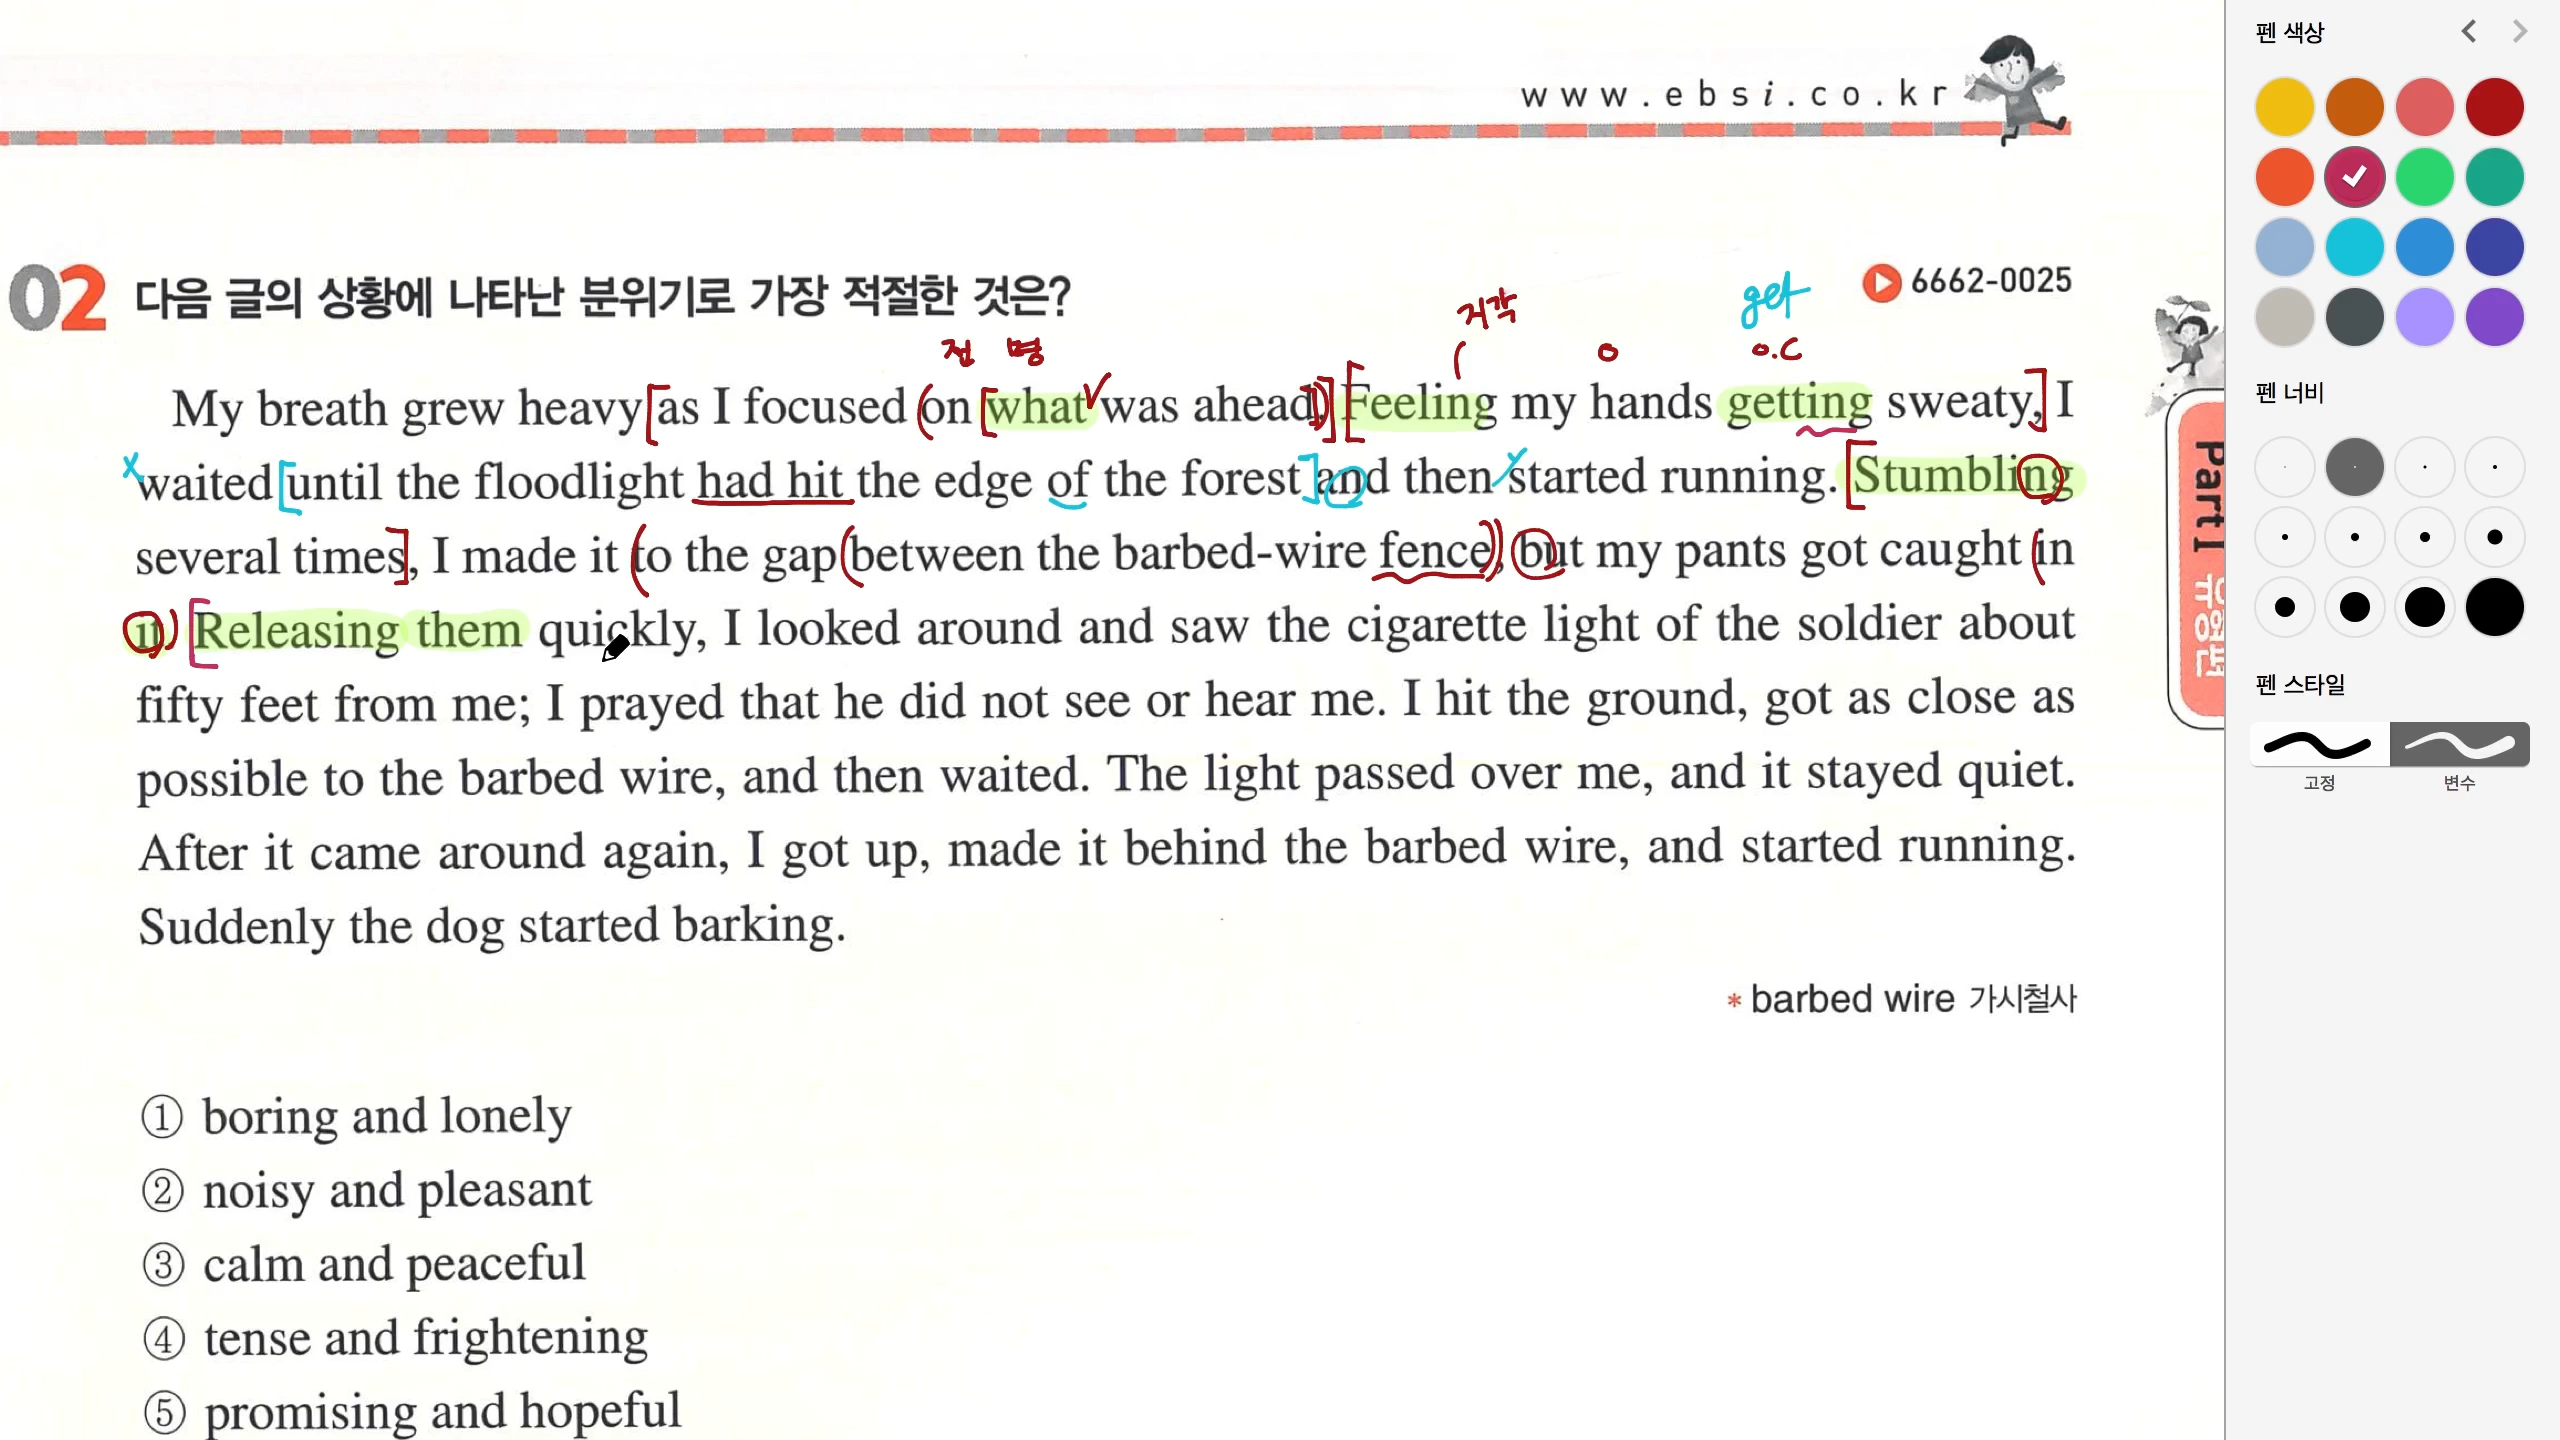 www.ebsi.co.kr
펜 색상
02 다음 글의 상황에 나타난 분위기로 가장 적절한 것은?
6662-0025
지각
get
전 명
o
o.c
My breath grew heavy as I focused on what was ahead. Feeling my hands getting sweaty, I
waited until the floodlight had hit the edge of the forest and then started running. Stumbling
several times, I made it to the gap between the barbed-wire fence, but my pants got caught in
it. Releasing them quickly, I looked around and saw the cigarette light of the soldier about
fifty feet from me; I prayed that he did not see or hear me. I hit the ground, got as close as
possible to the barbed wire, and then waited. The light passed over me, and it stayed quiet.
After it came around again, I got up, made it behind the barbed wire, and started running.
Suddenly the dog started barking.
* barbed wire 가시철사
① boring and lonely
② noisy and pleasant
③ calm and peaceful
④ tense and frightening
⑤ promising and hopeful
Part I 유형편
펜 너비
펜 스타일
고정
변수